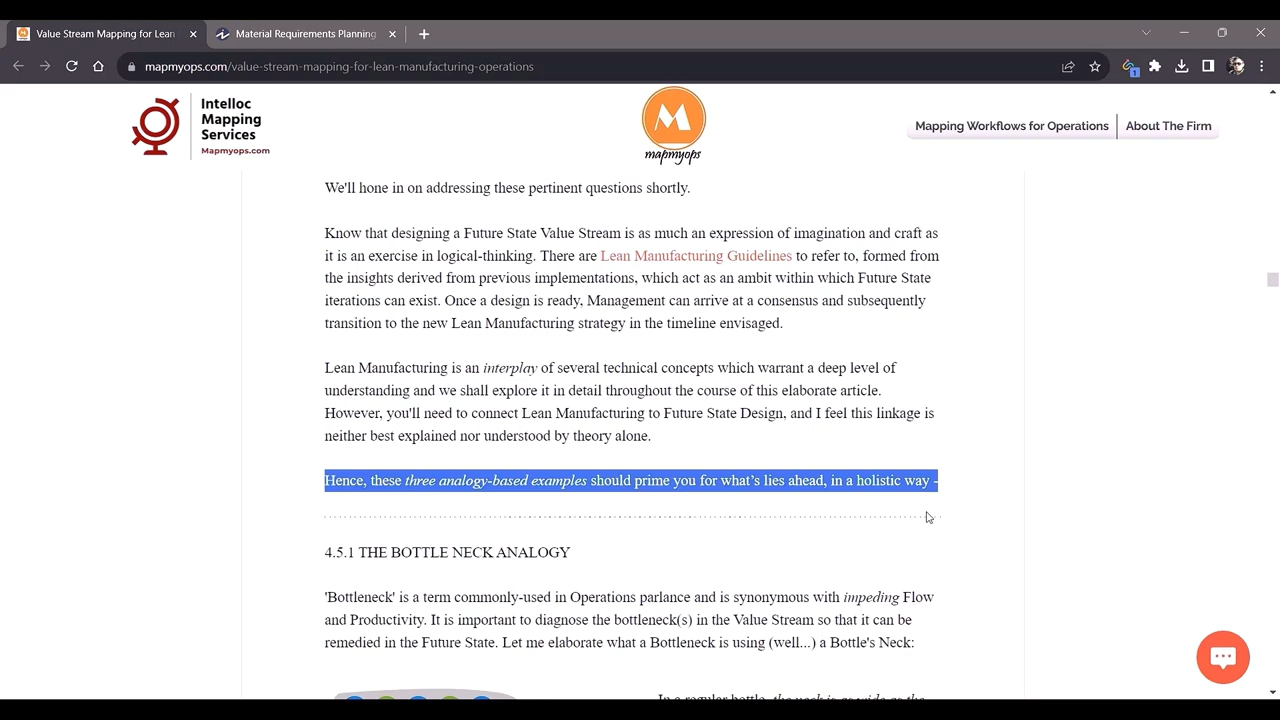 Value Stream Mapping for Lean
Material Requirements Planning
mapmyops.com/value-stream-mapping-for-lean-manufacturing-operations
1
Intelloc
Mapping
Services
Mapmyops.com
M
mapmyops
Mapping Workflows for Operations
About The Firm
We'll hone in on addressing these pertinent questions shortly.
Know that designing a Future State Value Stream is as much an expression of imagination and craft as
it is an exercise in logical-thinking. There are Lean Manufacturing Guidelines to refer to, formed from
the insights derived from previous implementations, which act as an ambit within which Future State
iterations can exist. Once a design is ready, Management can arrive at a consensus and subsequently
transition to the new Lean Manufacturing strategy in the timeline envisaged.
Lean Manufacturing is an interplay of several technical concepts which warrant a deep level of
understanding and we shall explore it in detail throughout the course of this elaborate article.
However, you'll need to connect Lean Manufacturing to Future State Design, and I feel this linkage is
neither best explained nor understood by theory alone.
Hence, these three analogy-based examples should prime you for what's lies ahead, in a holistic way -
4.5.1 THE BOTTLE NECK ANALOGY
'Bottleneck' is a term commonly-used in Operations parlance and is synonymous with impeding Flow
and Productivity. It is important to diagnose the bottleneck(s) in the Value Stream so that it can be
remedied in the Future State. Let me elaborate what a Bottleneck is using (well...) a Bottle's Neck:
In a regular bottle, the neck is as wide as the